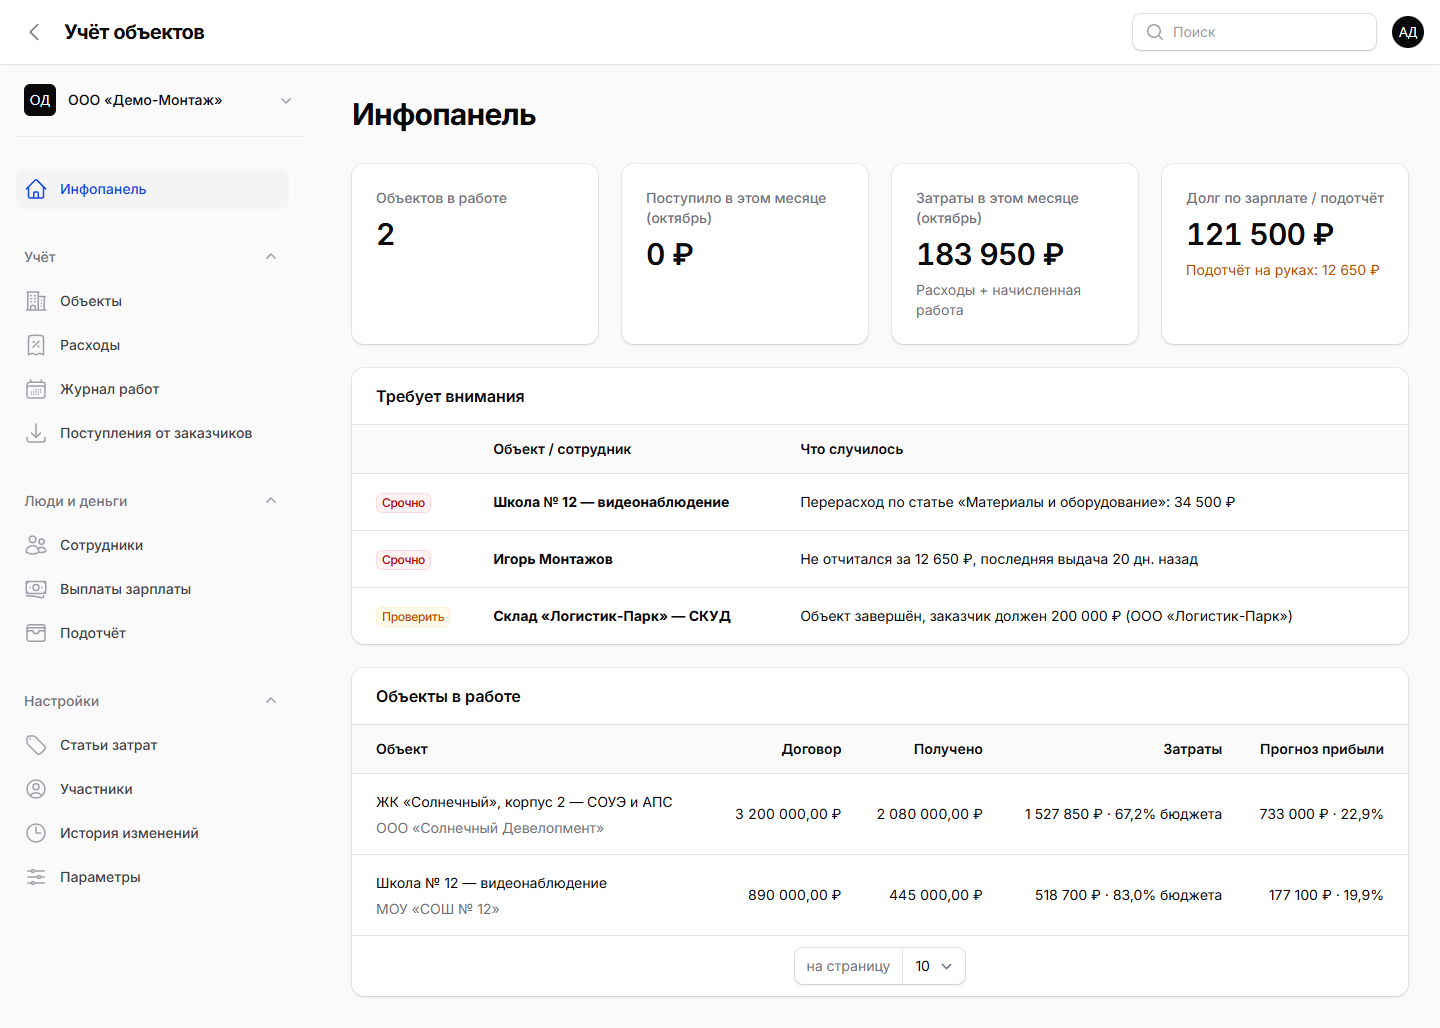 Учёт объектов
Поиск
АД
ОД
ООО «Демо-Монтаж»
Инфопанель
Учёт
Объекты
Расходы
Журнал работ
Поступления от заказчиков
Люди и деньги
Сотрудники
Выплаты зарплаты
Подотчёт
Настройки
Статьи затрат
Участники
История изменений
Параметры
Инфопанель
Объектов в работе
2
Поступило в этом месяце
(октябрь)
0 ₽
Затраты в этом месяце
(октябрь)
183 950 ₽
Расходы + начисленная
работа
Долг по зарплате / подотчёт
121 500 ₽
Подотчёт на руках: 12 650 ₽
Требует внимания
Объект / сотрудник Что случилось
Срочно Школа № 12 — видеонаблюдение Перерасход по статье «Материалы и оборудование»: 34 500 ₽
Срочно Игорь Монтажов Не отчитался за 12 650 ₽, последняя выдача 20 дн. назад
Проверить Склад «Логистик-Парк» — СКУД Объект завершён, заказчик должен 200 000 ₽ (ООО «Логистик-Парк»)
Объекты в работе
Объект Договор Получено Затраты Прогноз прибыли
ЖК «Солнечный», корпус 2 — СОУЭ и АПС
ООО «Солнечный Девелопмент»
3 200 000,00 ₽ 2 080 000,00 ₽ 1 527 850 ₽ · 67,2% бюджета 733 000 ₽ · 22,9%
Школа № 12 — видеонаблюдение
МОУ «СОШ № 12»
890 000,00 ₽ 445 000,00 ₽ 518 700 ₽ · 83,0% бюджета 177 100 ₽ · 19,9%
на страницу 10